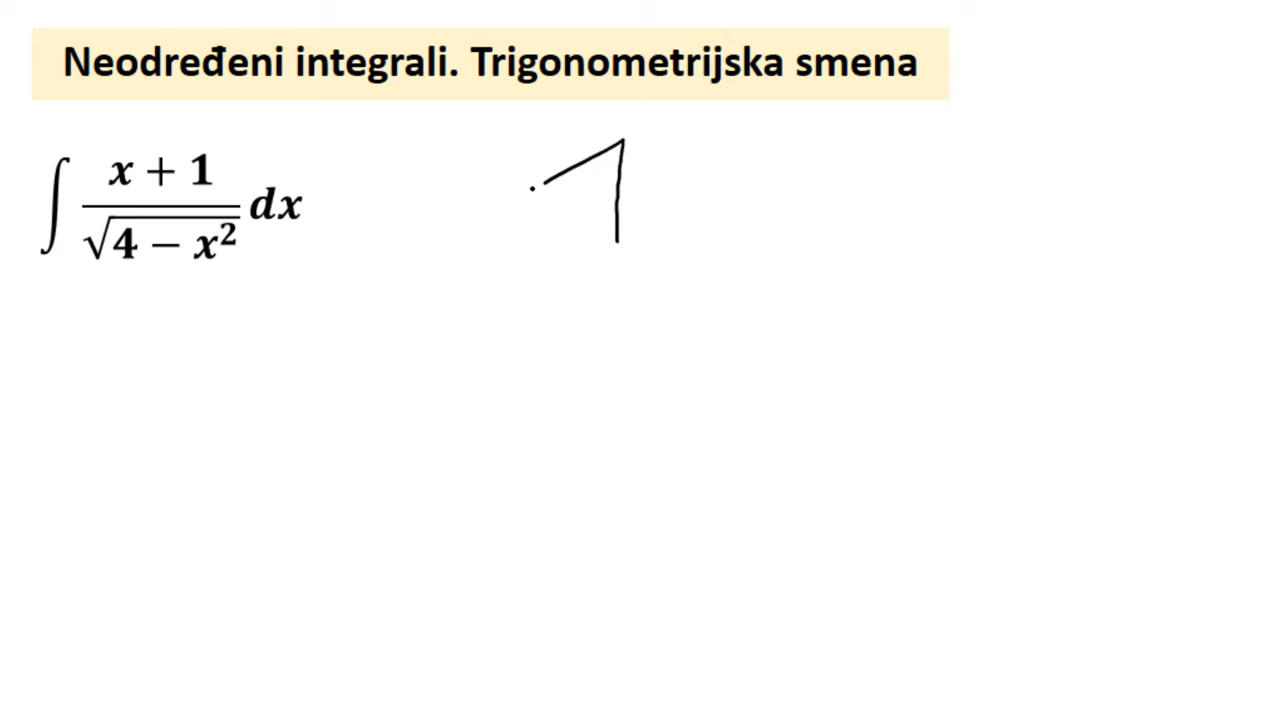 Neodređeni integrali. Trigonometrijska smena
∫ (x + 1)/√(4 − x²) dx